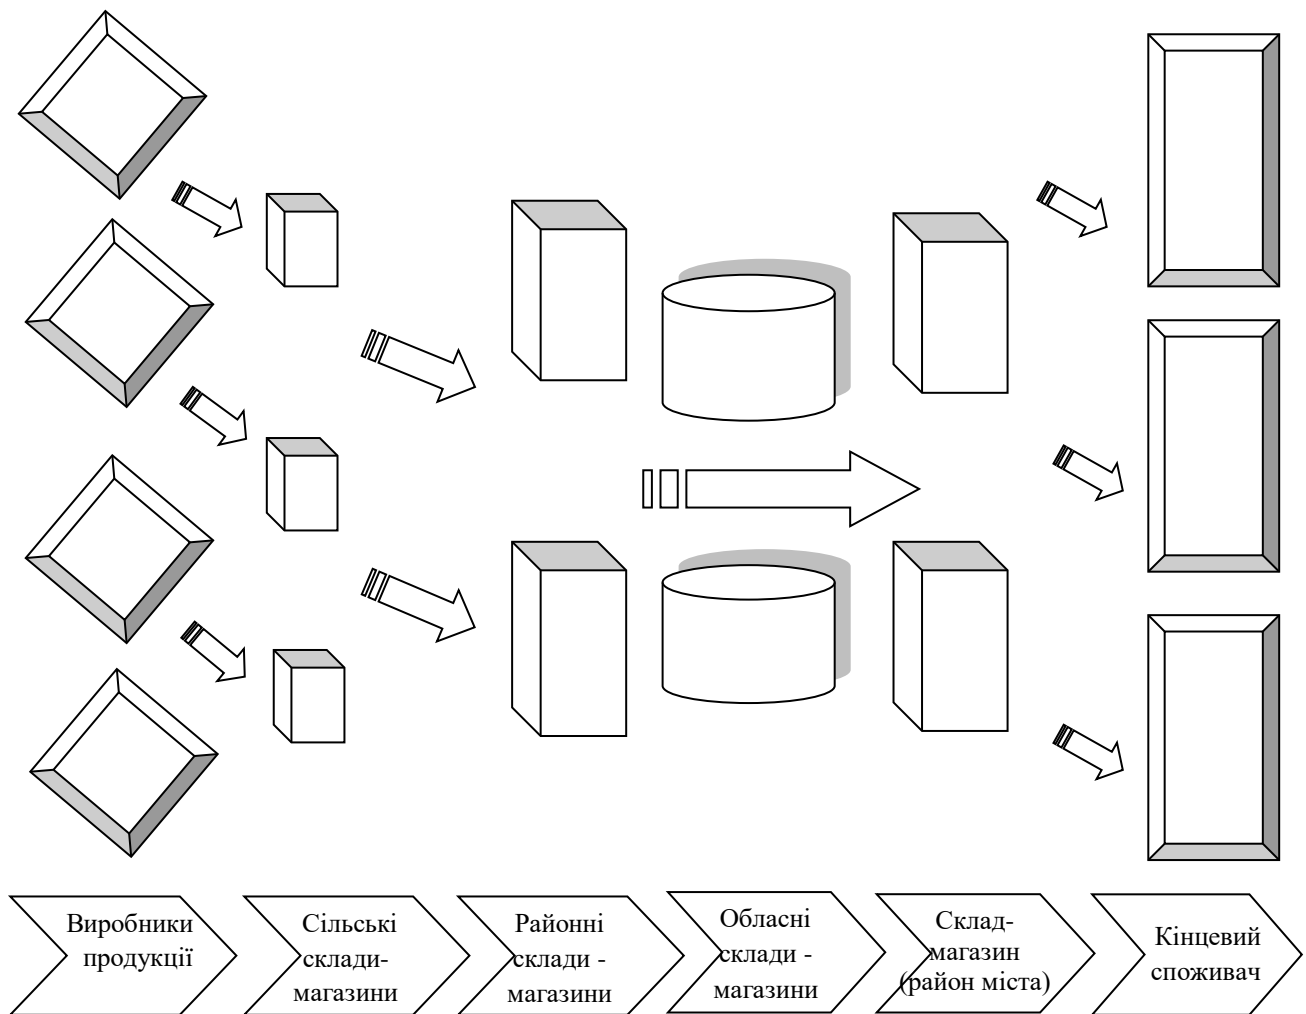 Виробники
продукції
Сільські
склади-
магазини
Районні
склади -
магазини
Обласні
склади -
магазини
Склад-
магазин
(район міста)
Кінцевий
споживач